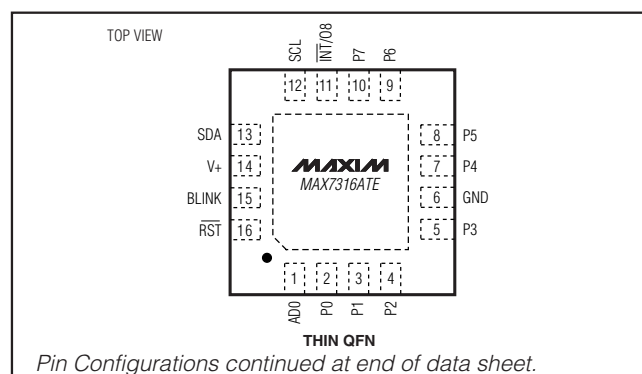 TOP VIEW
SCL
INT/O8
P7
P6
12 11 10 9
SDA 13
V+ 14
BLINK 15
RST 16
MAXIM
MAX7316ATE
8 P5
7 P4
6 GND
5 P3
1 2 3 4
AD0
P0
P1
P2
THIN QFN
Pin Configurations continued at end of data sheet.